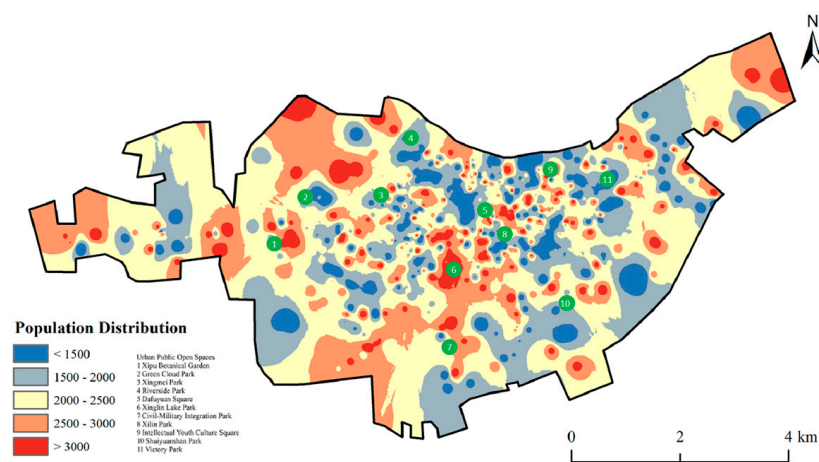 N
4
9
11
2
3
5
8
1
6
10
7
Population Distribution
< 1500
1500 - 2000
2000 - 2500
2500 - 3000
> 3000
Urban Public Open Spaces
1 Xipu Botanical Garden
2 Green Cloud Park
3 Xingmei Park
4 Riverside Park
5 Dafuyuan Square
6 Xinglin Lake Park
7 Civil-Military Integration Park
8 Xilin Park
9 Intellectual Youth Culture Square
10 Shuiyuanshan Park
11 Victory Park
0 2 4 km